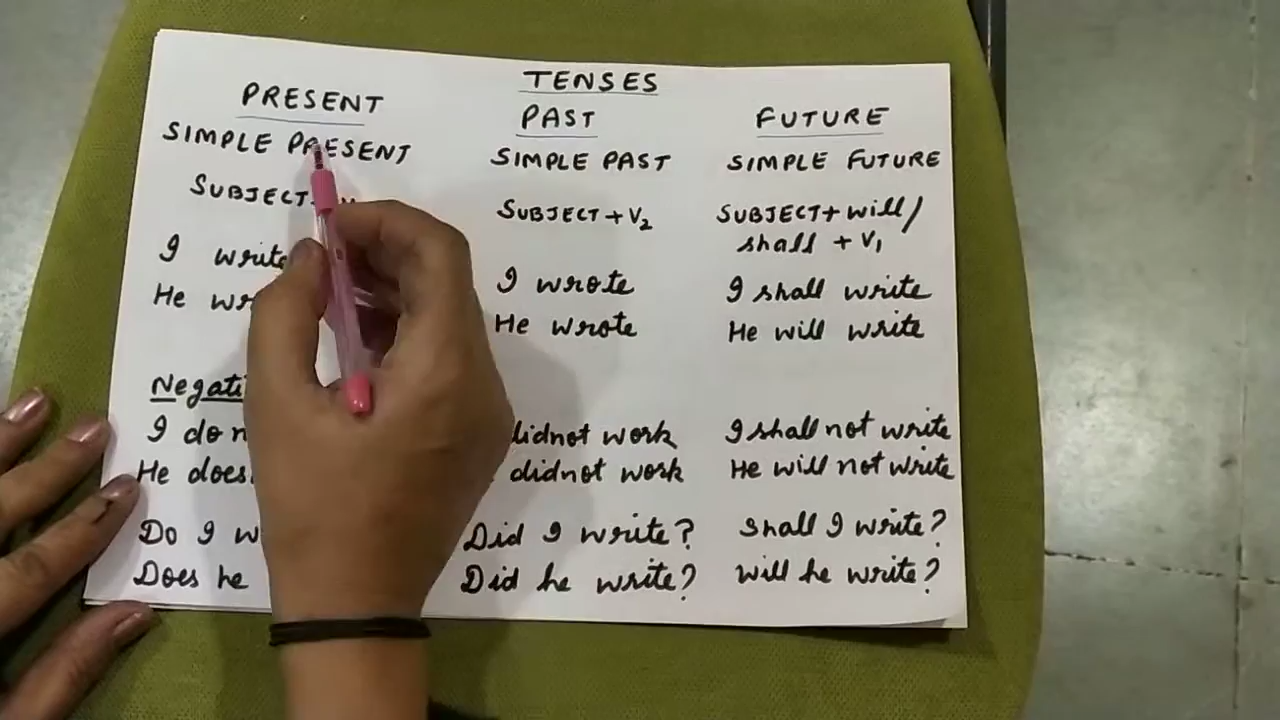 TENSES
PRESENT
SIMPLE PRESENT
SUBJECT
I write
He
I do
He does
Do I
Does he
PAST
SIMPLE PAST
SUBJECT + V2
I wrote
He wrote
didnot work
didnot work
Did I write?
Did he write?
FUTURE
SIMPLE FUTURE
SUBJECT + will/
shall + V1
I shall write
He will write
I shall not write
He will not write
Shall I write?
will he write?